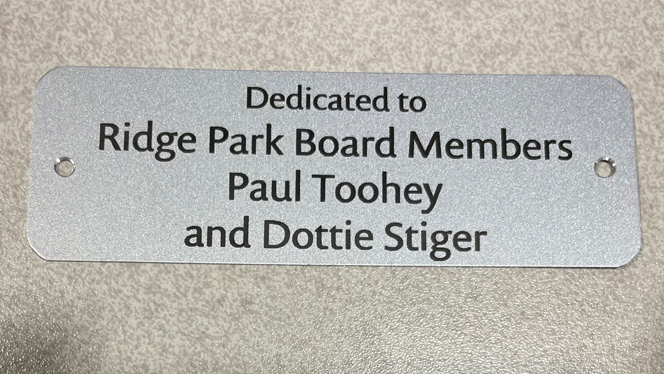 Dedicated to
Ridge Park Board Members
Paul Toohey
and Dottie Stiger